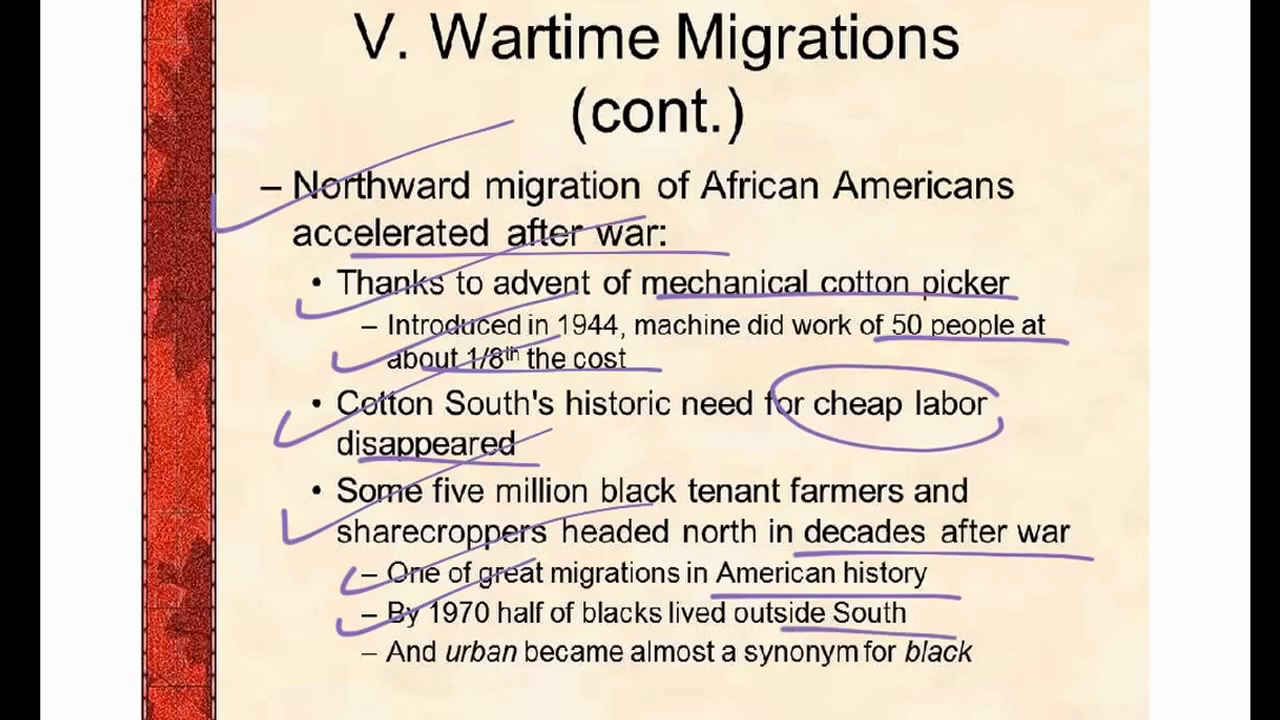 V. Wartime Migrations
(cont.)
– Northward migration of African Americans
accelerated after war:
• Thanks to advent of mechanical cotton picker
– Introduced in 1944, machine did work of 50 people at
about 1/8th the cost
• Cotton South's historic need for cheap labor
disappeared
• Some five million black tenant farmers and
sharecroppers headed north in decades after war
– One of great migrations in American history
– By 1970 half of blacks lived outside South
– And urban became almost a synonym for black